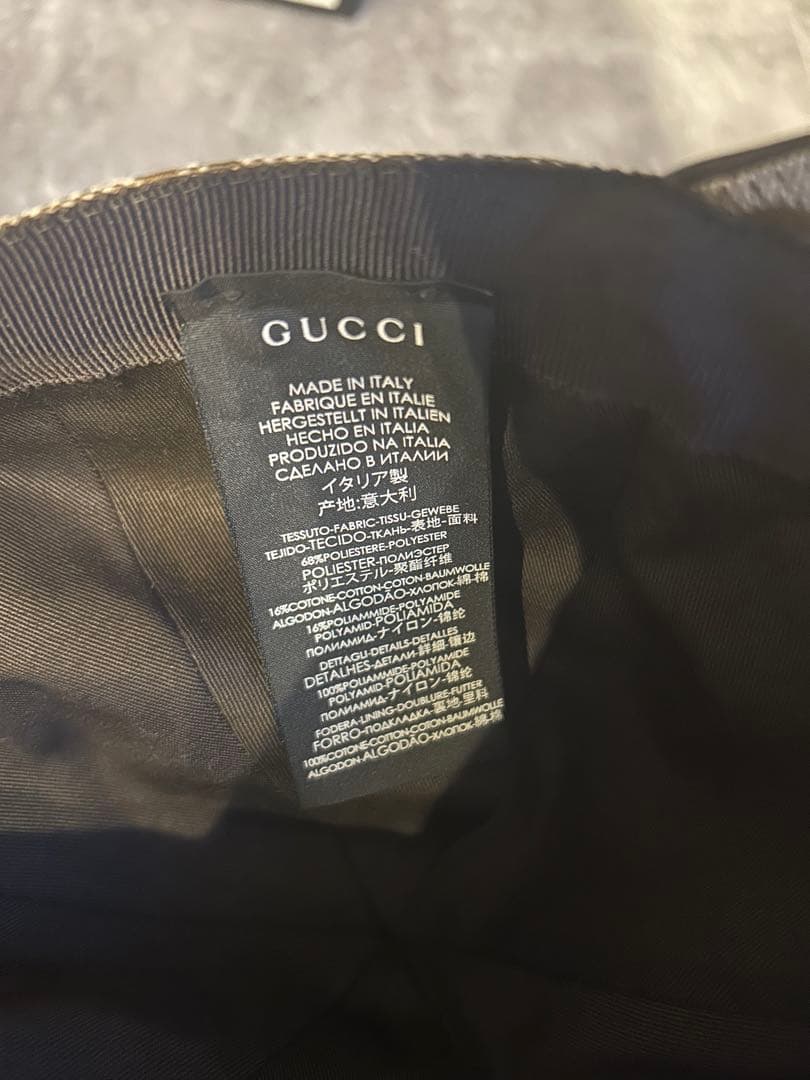 GUCCI
MADE IN ITALY
FABRIQUE EN ITALIE
HERGESTELLT IN ITALIEN
HECHO EN ITALIA
PRODUZIDO NA ITALIA
СДЕЛАНО В ИТАЛИИ
イタリア製
产地:意大利
TESSUTO-FABRIC-TISSU-GEWEBE
TEJIDO-TECIDO-ТКАНЬ-表地-面料
68%POLIESTERE-POLYESTER
POLIESTER-ПОЛИЭСТЕР
ポリエステル-聚酯纤维
16%COTONE-COTTON-COTON-BAUMWOLLE
ALGODON-ALGODÃO-ХЛОПОК-綿-棉
16%POLIAMMIDE-POLYAMIDE
POLYAMID-POLIAMIDA
ПОЛИАМИД-ナイロン-锦纶
DETTAGLI-DETAILS-DETALLES
DETALHES-ДЕТАЛИ-詳細-镶边
100%POLIAMMIDE-POLYAMIDE
POLYAMID-POLIAMIDA
ПОЛИАМИД-ナイロン-锦纶
FODERA-LINING-DOUBLURE-FUTTER
FORRO-ПОДКЛАДКА-裏地-里料
100%COTONE-COTTON-COTON-BAUMWOLLE
ALGODON-ALGODÃO-ХЛОПОК-綿-棉